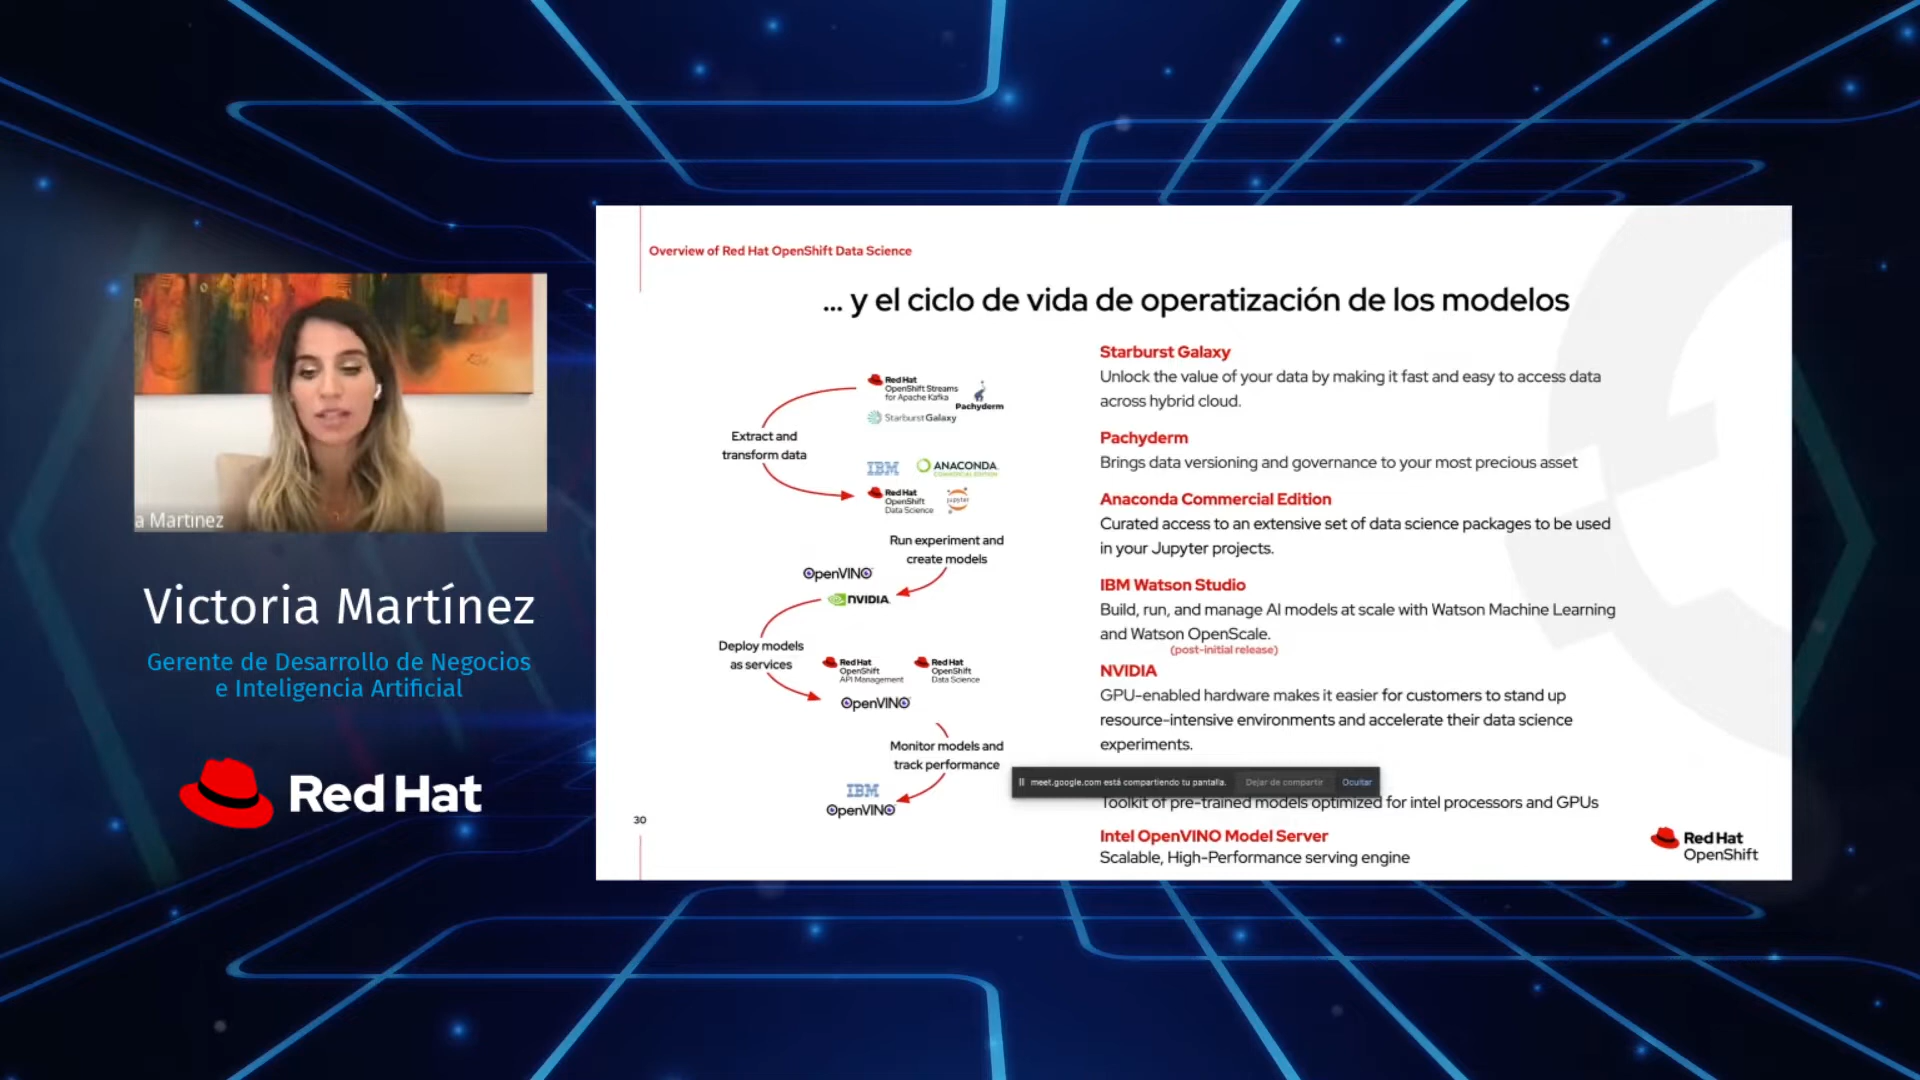 a Martinez
Victoria Martínez
Gerente de Desarrollo de Negocios
e Inteligencia Artificial
Red Hat
Overview of Red Hat OpenShift Data Science
... y el ciclo de vida de operatización de los modelos
Red Hat
OpenShift Streams
for Apache Kafka
Pachyderm
Starburst Galaxy
Extract and
transform data
IBM
ANACONDA
COMMERCIAL EDITION
Red Hat
OpenShift
Data Science
jupyter
Run experiment and
create models
OpenVINO
NVIDIA
Deploy models
as services
Red Hat
OpenShift
API Management
Red Hat
OpenShift
Data Science
OpenVINO
Monitor models and
track performance
IBM
OpenVINO
30
Starburst Galaxy
Unlock the value of your data by making it fast and easy to access data
across hybrid cloud.
Pachyderm
Brings data versioning and governance to your most precious asset
Anaconda Commercial Edition
Curated access to an extensive set of data science packages to be used
in your Jupyter projects.
IBM Watson Studio
Build, run, and manage AI models at scale with Watson Machine Learning
and Watson OpenScale.
(post-initial release)
NVIDIA
GPU-enabled hardware makes it easier for customers to stand up
resource-intensive environments and accelerate their data science
experiments.
meet.google.com está compartiendo tu pantalla. Dejar de compartir Ocultar
Toolkit of pre-trained models optimized for intel processors and GPUs
Intel OpenVINO Model Server
Scalable, High-Performance serving engine
Red Hat
OpenShift